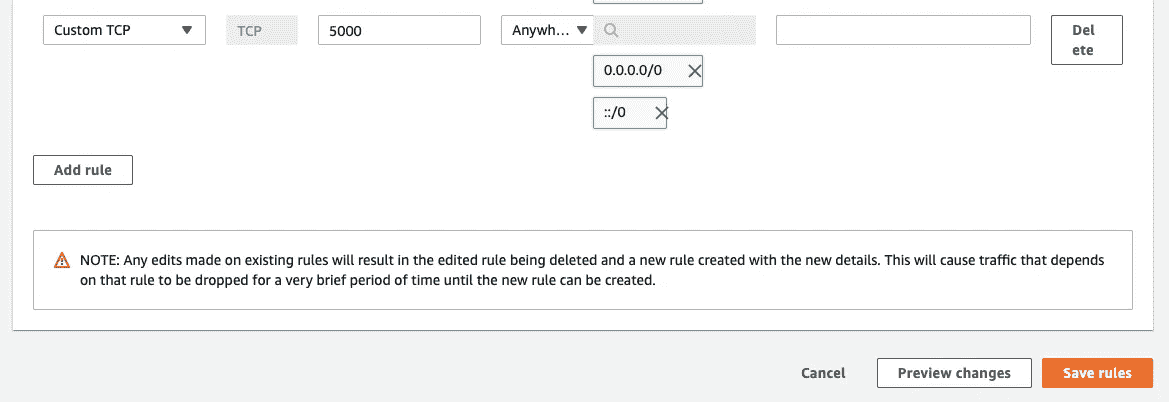 Custom TCP TCP 5000 Anywh... Del
ete
0.0.0.0/0
::/0
Add rule
NOTE: Any edits made on existing rules will result in the edited rule being deleted and a new rule created with the new details. This will cause traffic that depends
on that rule to be dropped for a very brief period of time until the new rule can be created.
Cancel Preview changes Save rules